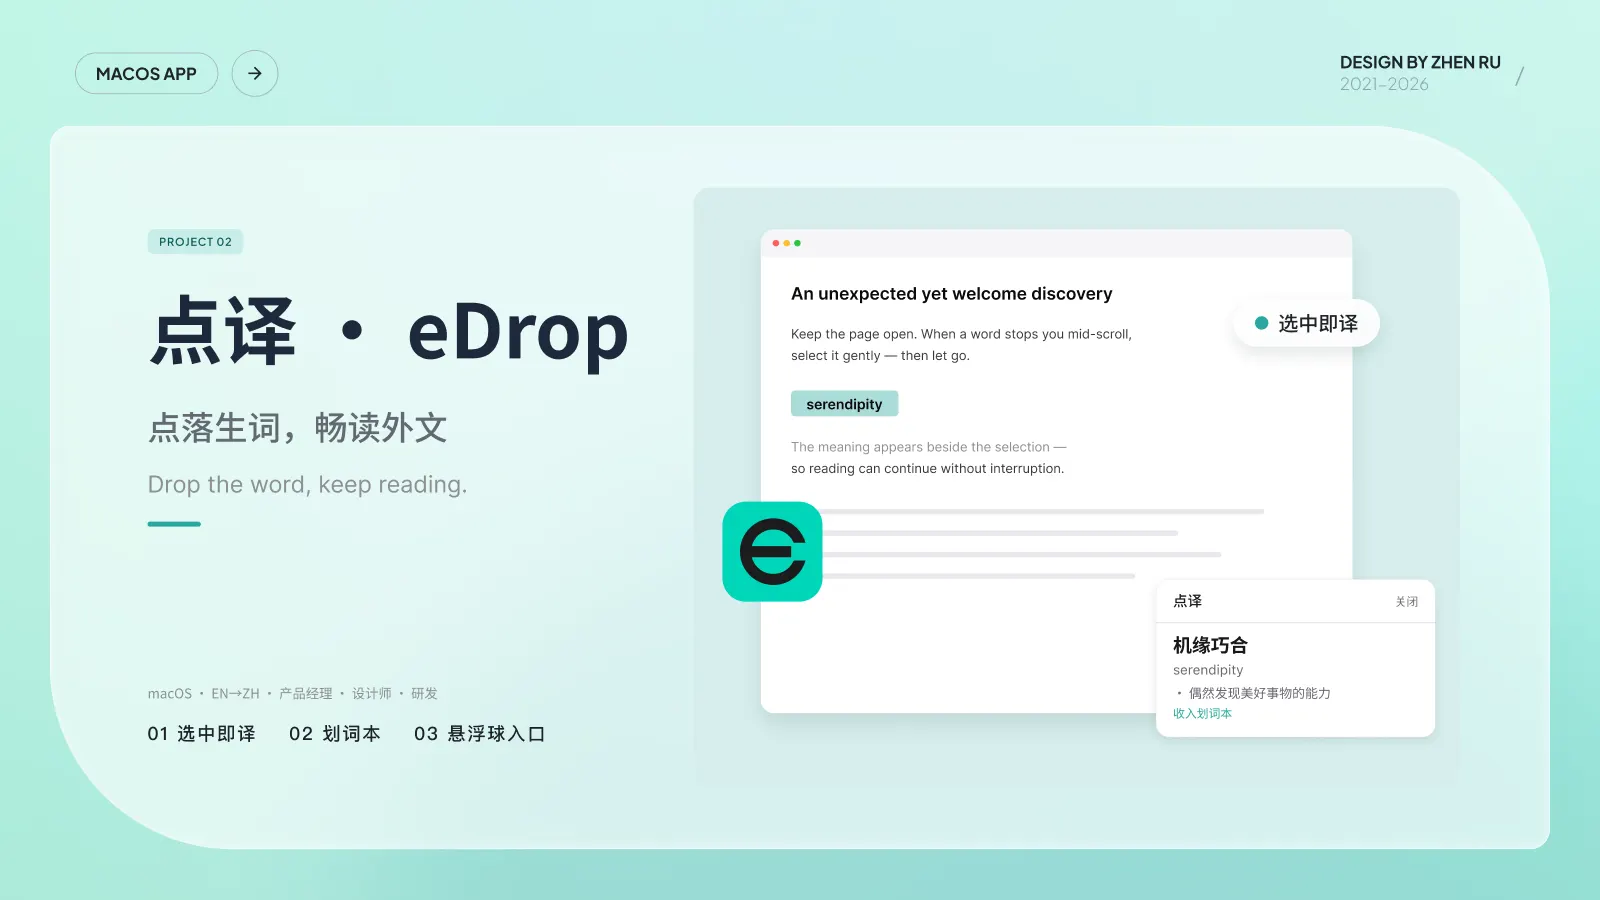 MACOS APP
DESIGN BY ZHEN RU
2021–2026
PROJECT 02
点译 · eDrop
点落生词，畅读外文
Drop the word, keep reading.
macOS · EN→ZH · 产品经理 · 设计师 · 研发
01 选中即译 02 划词本 03 悬浮球入口
An unexpected yet welcome discovery
Keep the page open. When a word stops you mid-scroll,
select it gently — then let go.
serendipity
The meaning appears beside the selection —
so reading can continue without interruption.
选中即译
e
点译 关闭
机缘巧合
serendipity
· 偶然发现美好事物的能力
收入划词本